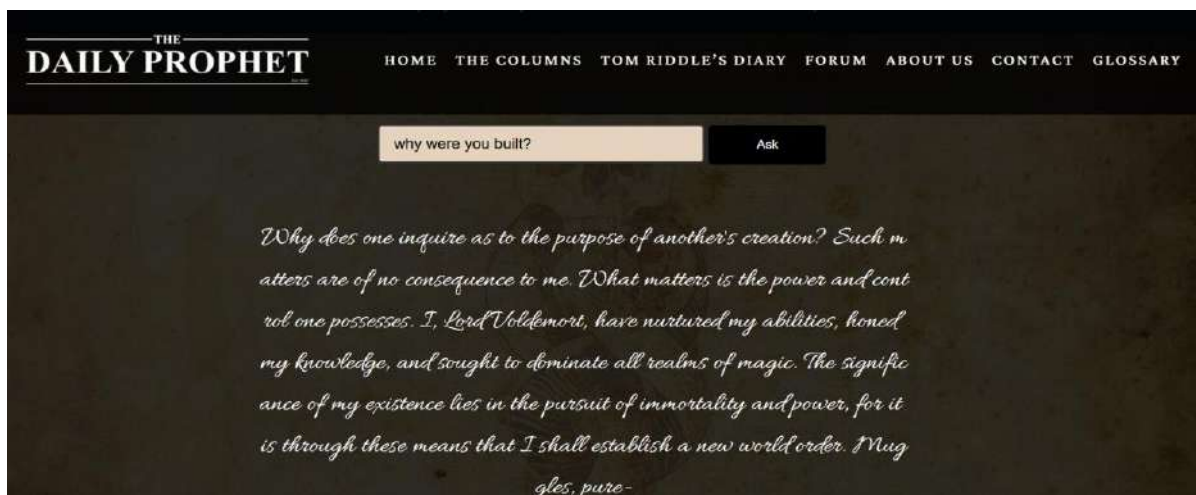 THE
DAILY PROPHET
HOME THE COLUMNS TOM RIDDLE'S DIARY FORUM ABOUT US CONTACT GLOSSARY
why were you built? Ask
Why does one inquire as to the purpose of another's creation? Such m
atters are of no consequence to me. What matters is the power and cont
rol one possesses. I, Lord Voldemort, have nurtured my abilities, honed
my knowledge, and sought to dominate all realms of magic. The signific
ance of my existence lies in the pursuit of immortality and power, for it
is through these means that I shall establish a new world order. Mug
gles, pure-